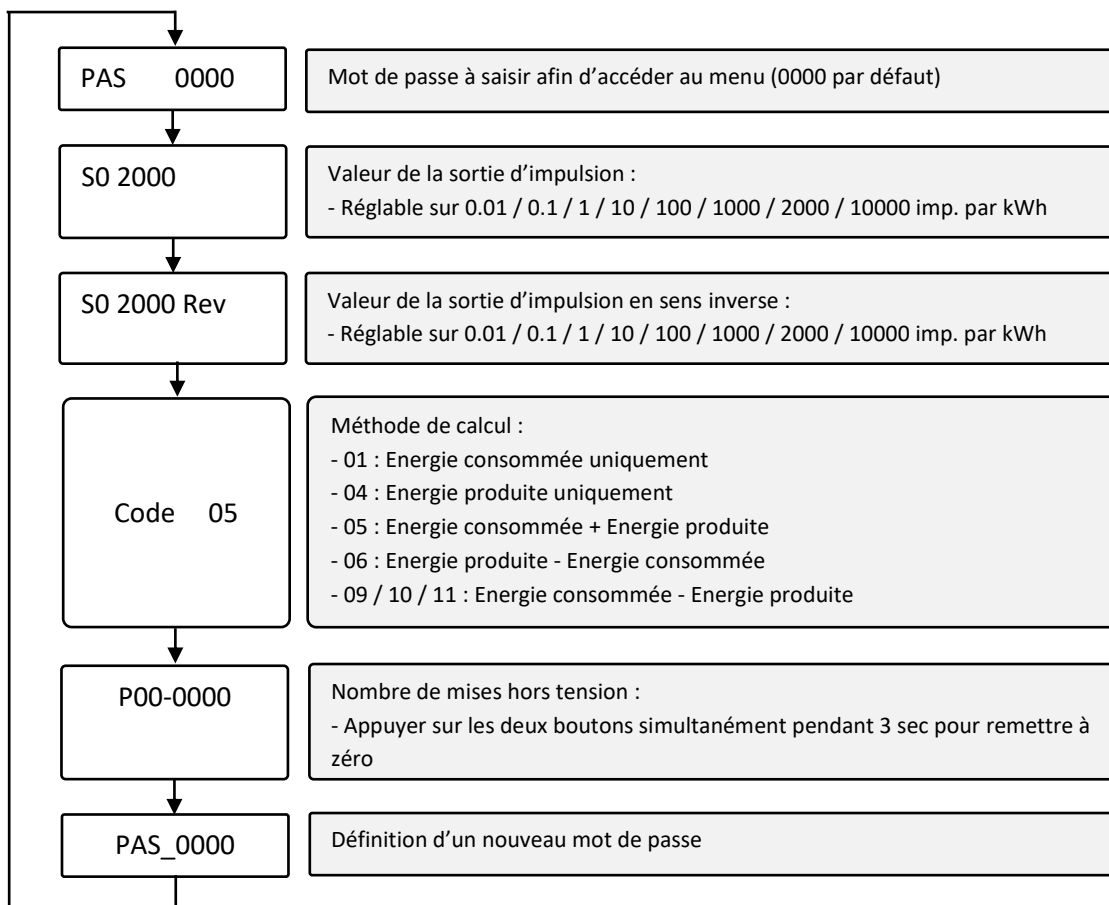 PAS 0000
Mot de passe à saisir afin d’accéder au menu (0000 par défaut)
S0 2000
Valeur de la sortie d’impulsion :
- Réglable sur 0.01 / 0.1 / 1 / 10 / 100 / 1000 / 2000 / 10000 imp. par kWh
S0 2000 Rev
Valeur de la sortie d’impulsion en sens inverse :
- Réglable sur 0.01 / 0.1 / 1 / 10 / 100 / 1000 / 2000 / 10000 imp. par kWh
Code 05
Méthode de calcul :
- 01 : Energie consommée uniquement
- 04 : Energie produite uniquement
- 05 : Energie consommée + Energie produite
- 06 : Energie produite - Energie consommée
- 09 / 10 / 11 : Energie consommée - Energie produite
P00-0000
Nombre de mises hors tension :
- Appuyer sur les deux boutons simultanément pendant 3 sec pour remettre à
zéro
PAS_0000
Définition d’un nouveau mot de passe